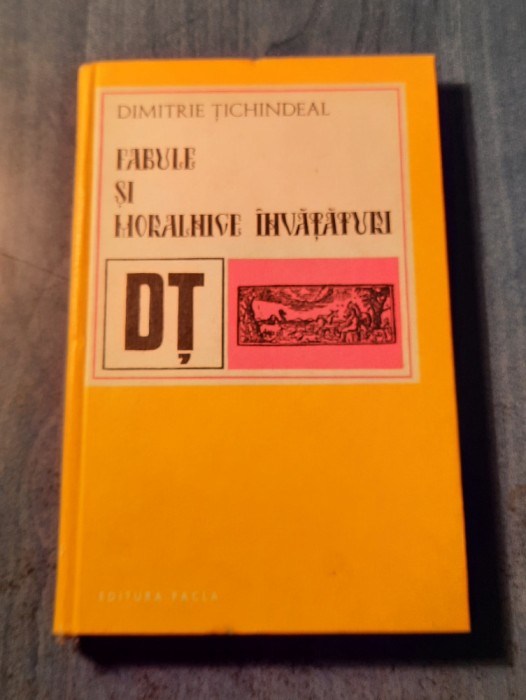 DIMITRIE ȚICHINDEAL
FABULE
ȘI
MORALNICE ÎNVĂȚĂTURI
DȚ
EDITURA FACLA